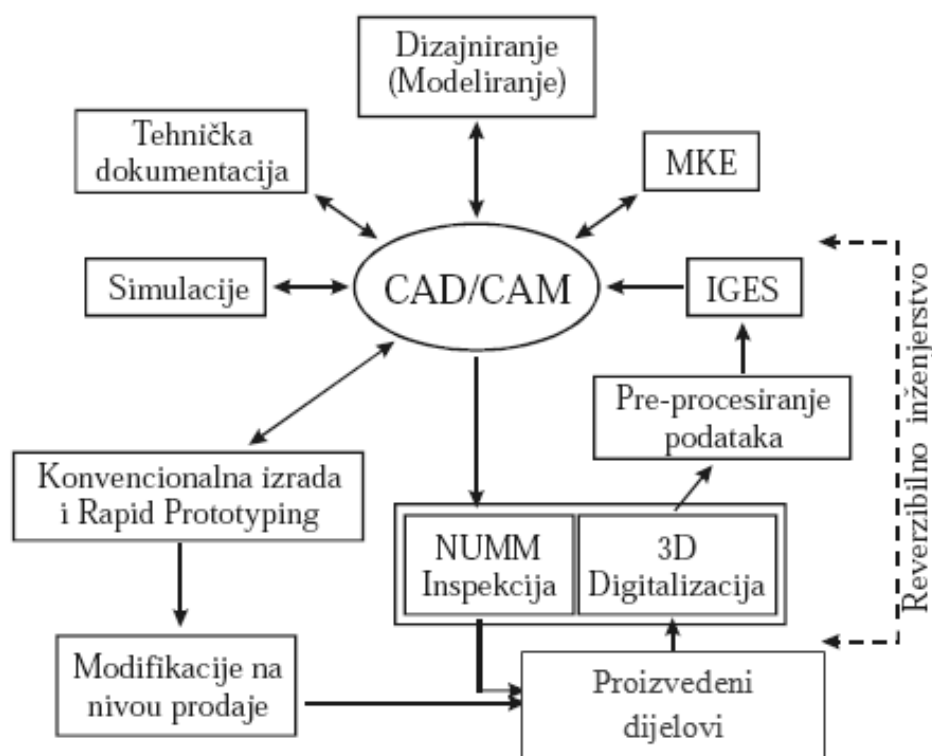 Dizajniranje
(Modeliranje)
Tehnička
dokumentacija
MKE
Simulacije
CAD/CAM
IGES
Pre-procesiranje
podataka
Konvencionalna izrada
i Rapid Prototyping
NUMM
Inspekcija
3D
Digitalizacija
Modifikacije na
nivou prodaje
Proizvedeni
dijelovi
Reverzibilno inženjerstvo